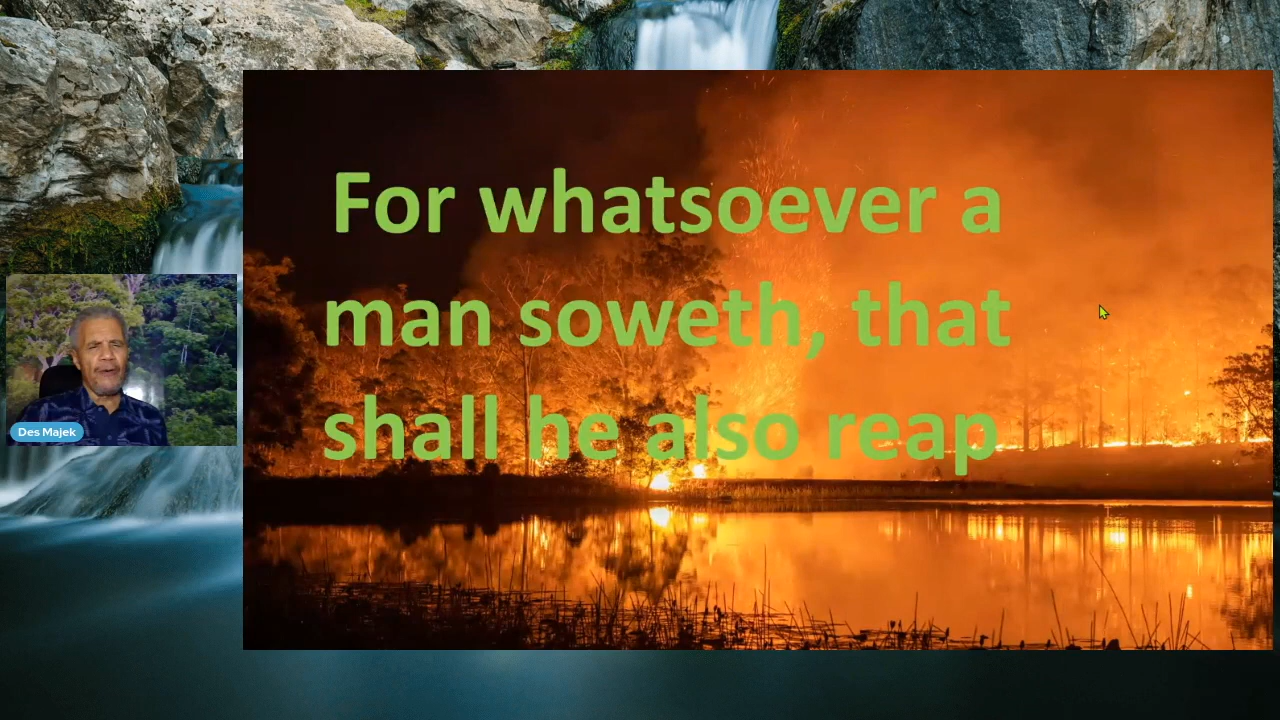 For whatsoever a
man soweth, that
shall he also reap
Des Majek